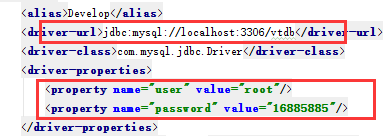 <alias>Develop</alias>
<driver-url>jdbc:mysql://localhost:3306/vtdb</driver-url>
<driver-class>com.mysql.jdbc.Driver</driver-class>
<driver-properties>
<property name="user" value="root"/>
<property name="password" value="16885885"/>
</driver-properties>